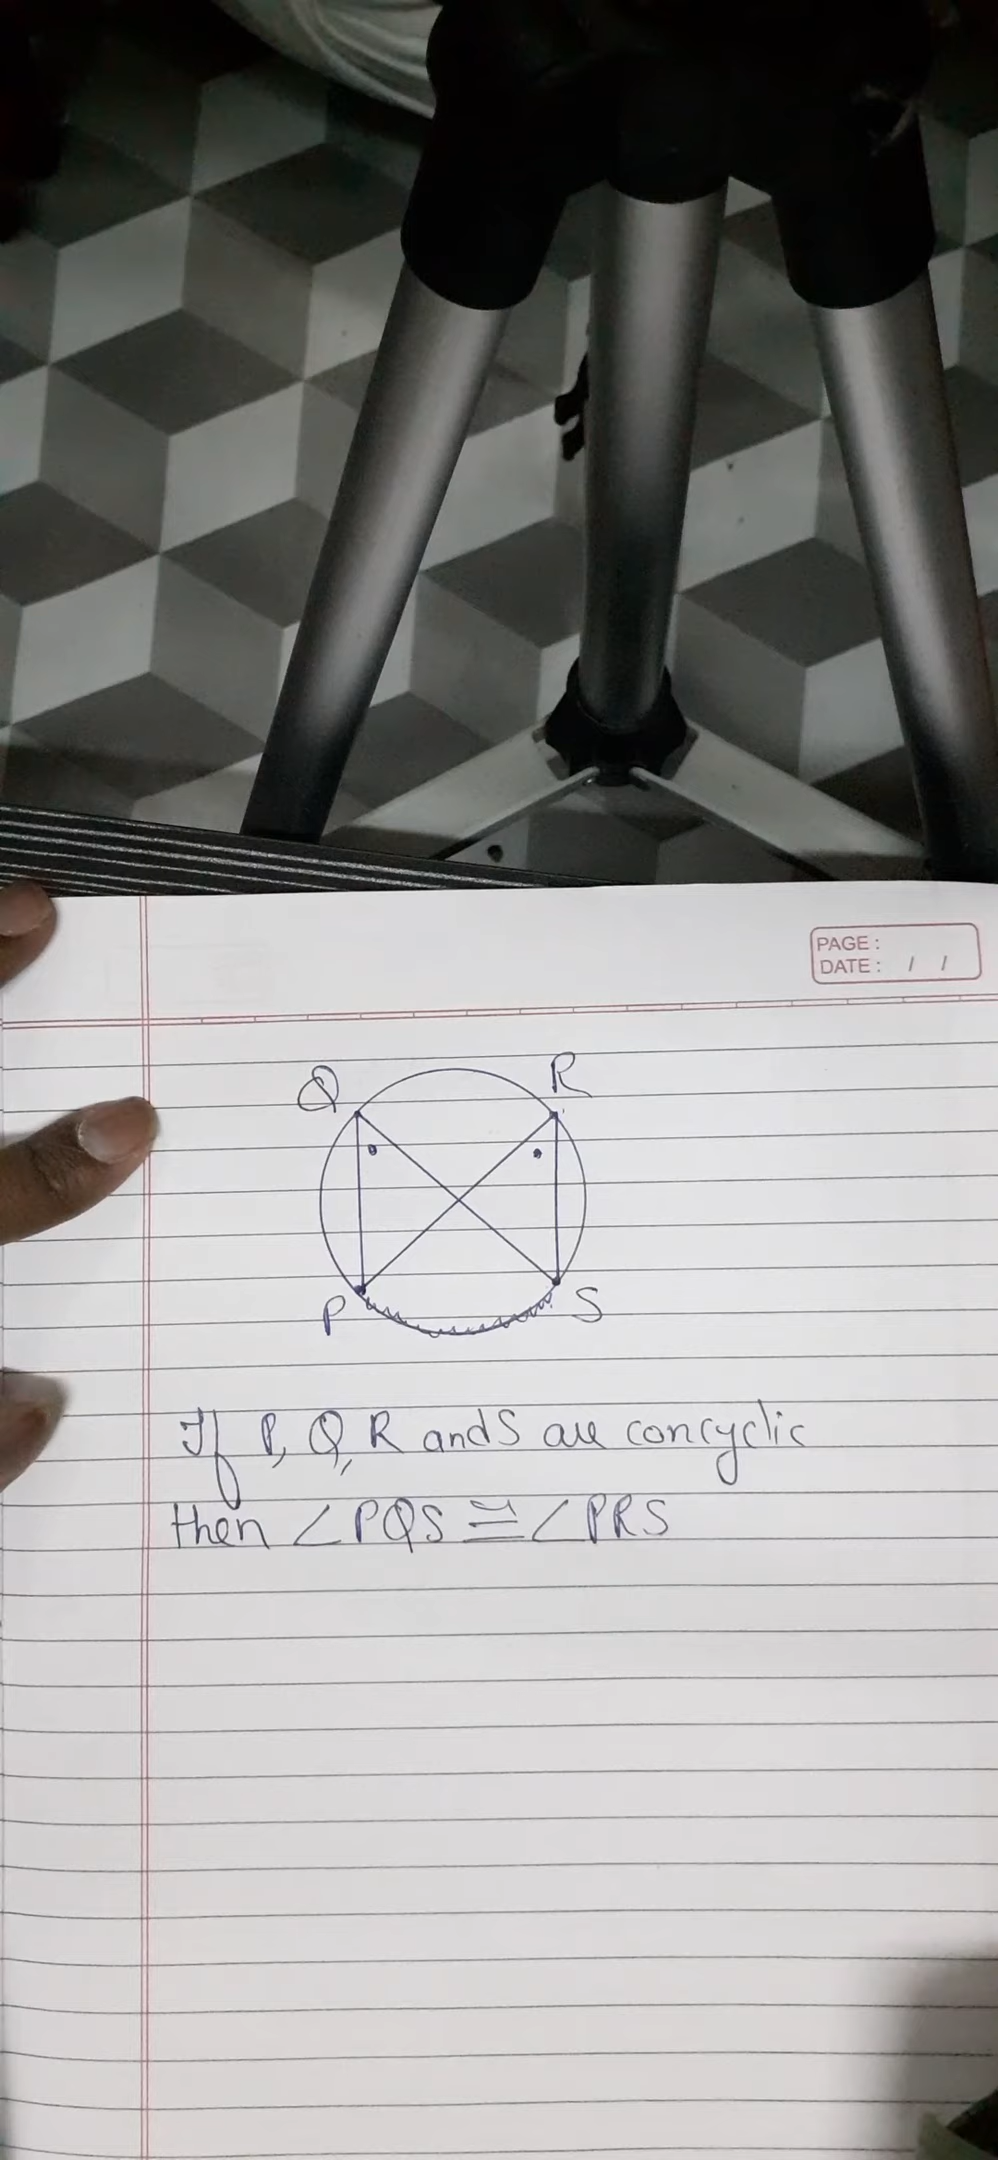 PAGE :
DATE : / /
Q
R
P
S
If P, Q, R and S are concyclic
then ∠PQS ≅ ∠PRS